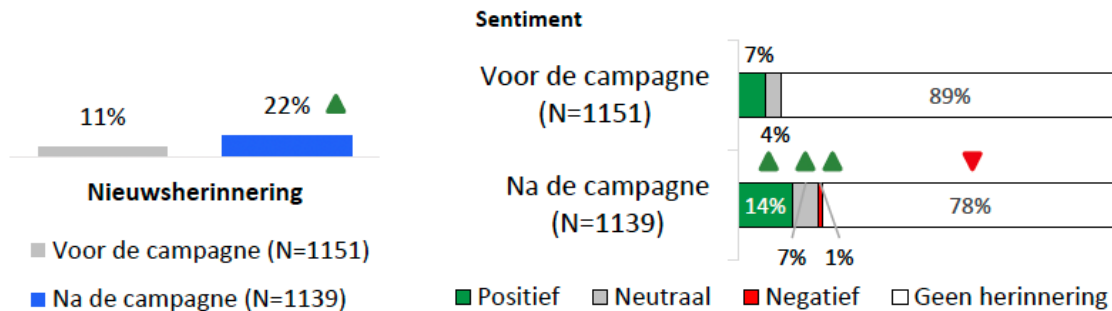 11%
22%
Nieuwsherinnering
Voor de campagne (N=1151)
Na de campagne (N=1139)
Sentiment
Voor de campagne
(N=1151)
7%
89%
4%
Na de campagne
(N=1139)
14%
78%
7%
1%
Positief
Neutraal
Negatief
Geen herinnering